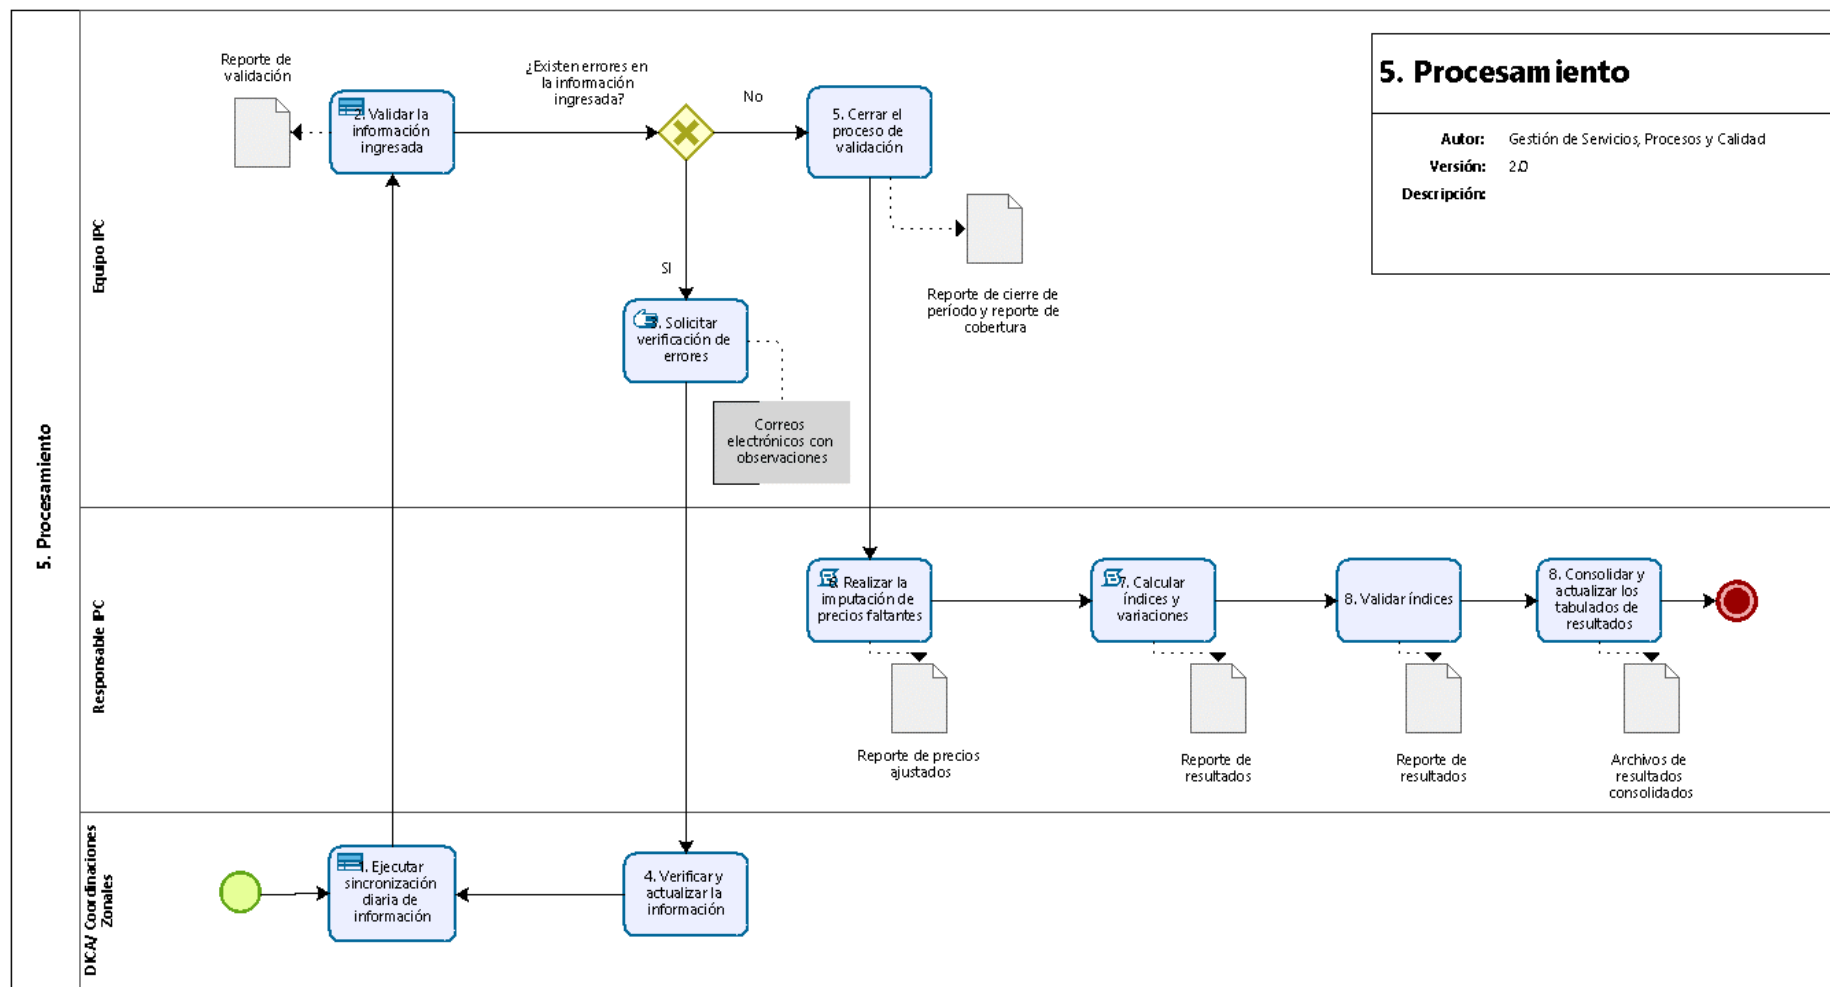 5. Procesamiento
Equipo IPC
Reporte de
validación
2. Validar la
información
ingresada
¿Existen errores en
la información
ingresada?
No
5. Cerrar el
proceso de
validación
Reporte de cierre de
período y reporte de
cobertura
SI
3. Solicitar
verificación de
errores
Correos
electrónicos con
observaciones
5. Procesamiento
Autor: Gestión de Servicios, Procesos y Calidad
Versión: 2.0
Descripción:
Responsable IPC
6. Realizar la
imputación de
precios faltantes
7. Calcular
índices y
variaciones
8. Validar índices
8. Consolidar y
actualizar los
tabulados de
resultados
Reporte de precios
ajustados
Reporte de
resultados
Reporte de
resultados
Archivos de
resultados
consolidados
DICA/ Coordinaciones
Zonales
1. Ejecutar
sincronización
diaria de
información
4. Verificar y
actualizar la
información